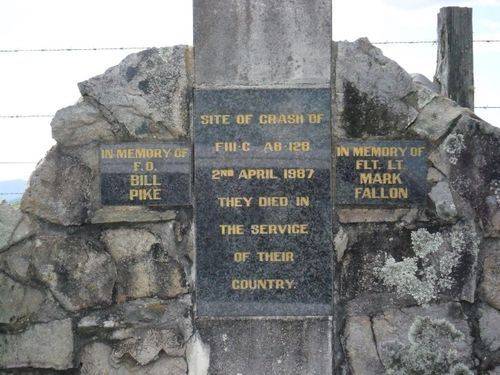 IN MEMORY OF
F.O.
BILL
PIKE
SITE OF CRASH OF
FIII-C A8-128
2ND APRIL 1987
THEY DIED IN
THE SERVICE
OF THEIR
COUNTRY.
IN MEMORY OF
FLT. LT.
MARK
FALLON